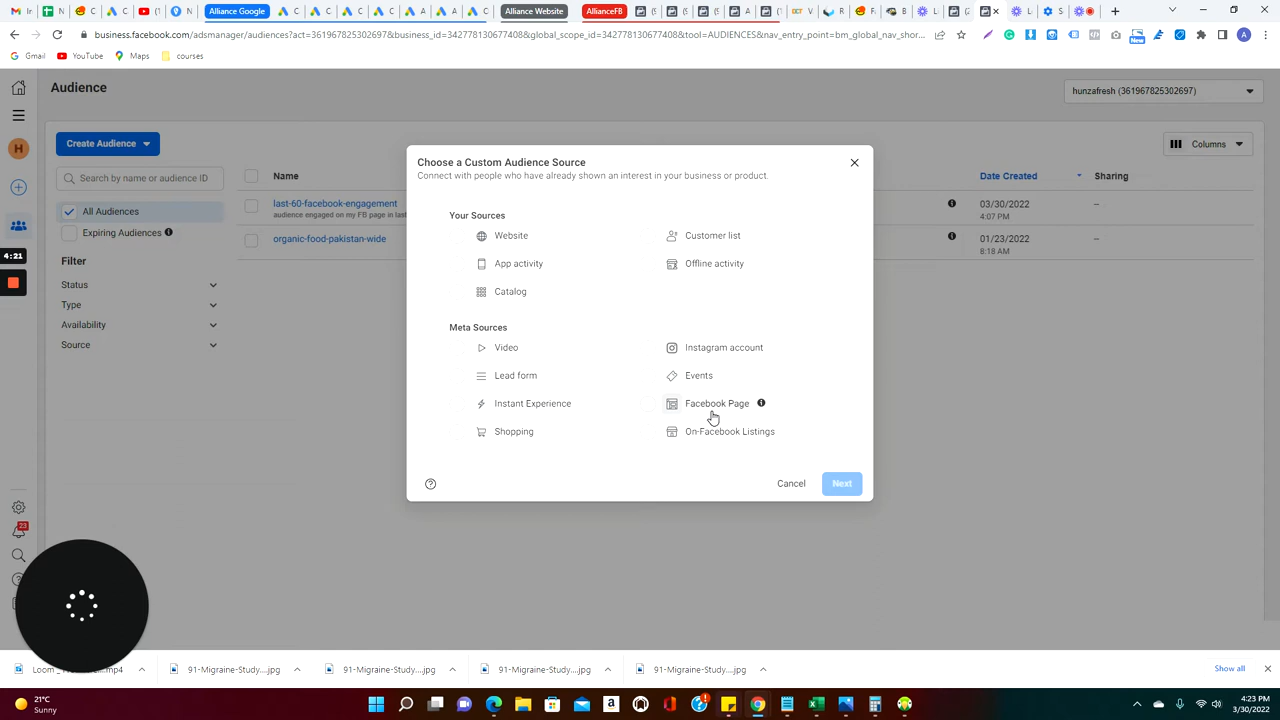 Alliance Google
Alliance Website
AllianceFB
business.facebook.com/adsmanager/audiences?act=361967825302697&business_id=342778130774008&global_scope_id=342778130774008&tool=AUDIENCES&nav_entry_point=bm_global_nav_shor...
Gmail YouTube Maps courses
Audience
hunzafresh (361967825302697)
Create Audience
Columns
Search by name or audience ID
Name
Date Created
Sharing
All Audiences
last-60-facebook-engagement
audience engaged on my FB page in last
03/30/2022
4:07 PM
--
Expiring Audiences
organic-food-pakistan-wide
01/23/2022
8:18 AM
--
Filter
Status
Type
Availability
Source
H
4:21
23
Choose a Custom Audience Source
Connect with people who have already shown an interest in your business or product.
Your Sources
Website
Customer list
App activity
Offline activity
Catalog
Meta Sources
Video
Instagram account
Lead form
Events
Instant Experience
Facebook Page
Shopping
On-Facebook Listings
Cancel
Next
91-Migraine-Study....jpg
91-Migraine-Study....jpg
91-Migraine-Study....jpg
91-Migraine-Study....jpg
Show all
21°C
Sunny
4:23 PM
3/30/2022